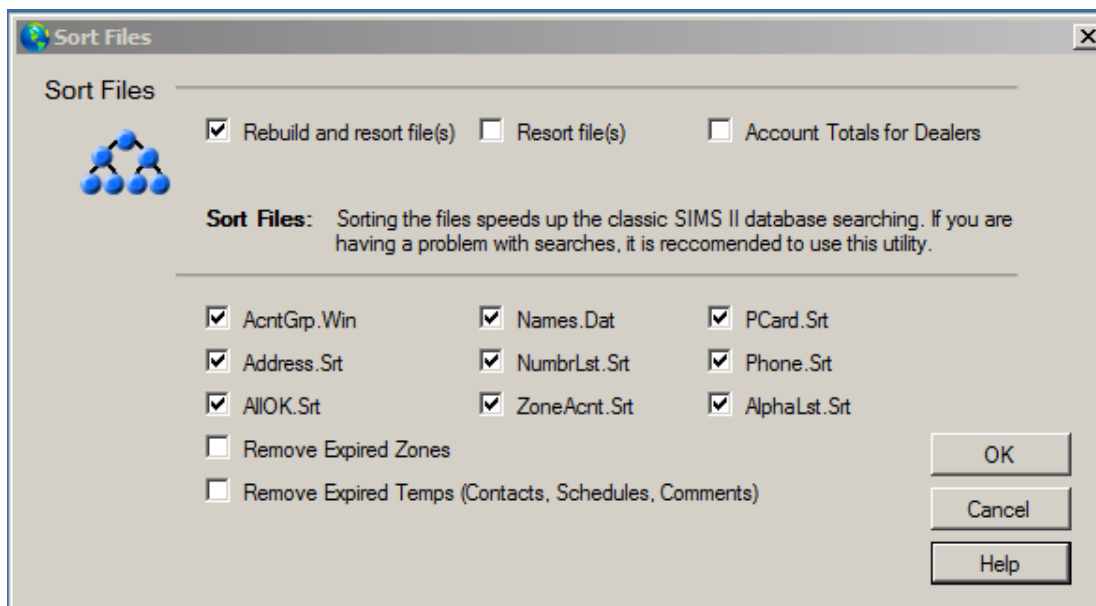 Sort Files
Sort Files
Rebuild and resort file(s) Resort file(s) Account Totals for Dealers
Sort Files: Sorting the files speeds up the classic SIMS II database searching. If you are
having a problem with searches, it is reccomended to use this utility.
AcntGrp.Win Names.Dat PCard.Srt
Address.Srt NumbrLst.Srt Phone.Srt
AllOK.Srt ZoneAcnt.Srt AlphaLst.Srt
Remove Expired Zones
OK
Remove Expired Temps (Contacts, Schedules, Comments)
Cancel
Help